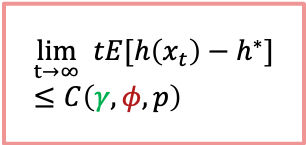 lim tE[h(x_t) − h*]
t→∞
≤ C(γ, ϕ, p)